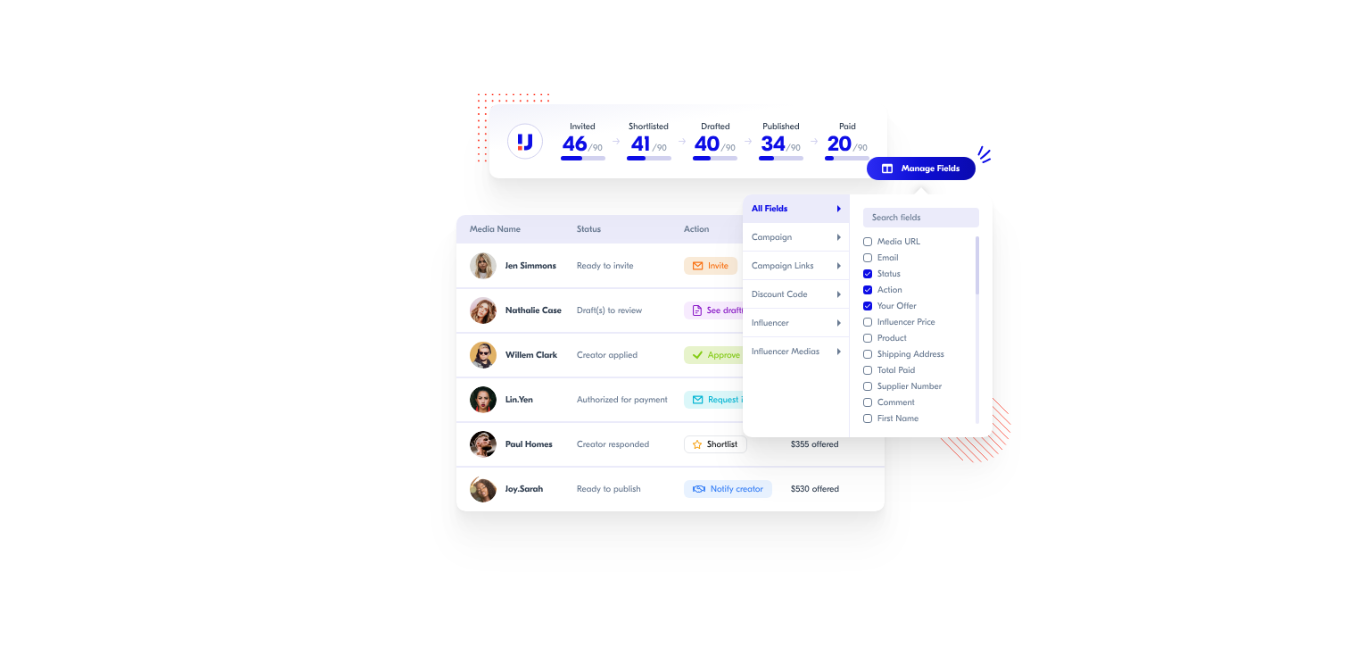 Invited Shortlisted Drafted Published Paid
46/90 41/90 40/90 34/90 20/90
Manage Fields
All Fields
Campaign
Campaign Links
Discount Code
Influencer
Influencer Medias
Search fields
Media URL
Email
Status
Action
Your Offer
Influencer Price
Product
Shipping Address
Total Paid
Supplier Number
Comment
First Name
Media Name Status Action
Jen Simmons Ready to invite Invite
Nathalie Case Draft(s) to review See draft
Willem Clark Creator applied Approve
Lin.Yen Authorized for payment Request
Paul Homes Creator responded Shortlist $355 offered
Joy.Sarah Ready to publish Notify creator $530 offered